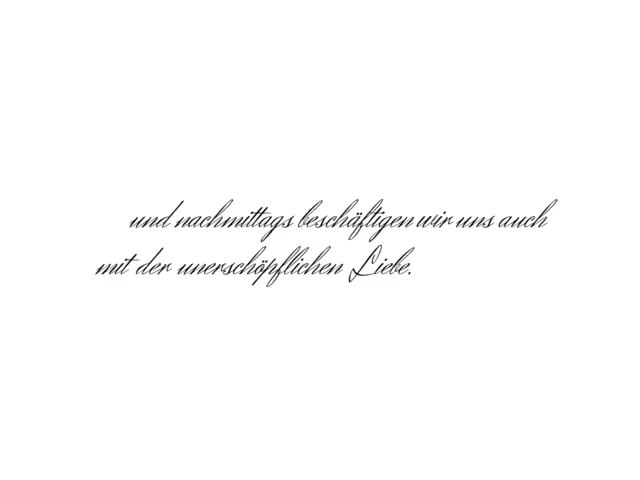 und nachmittags beschäftigen wir uns auch
mit der unerschöpflichen Liebe.